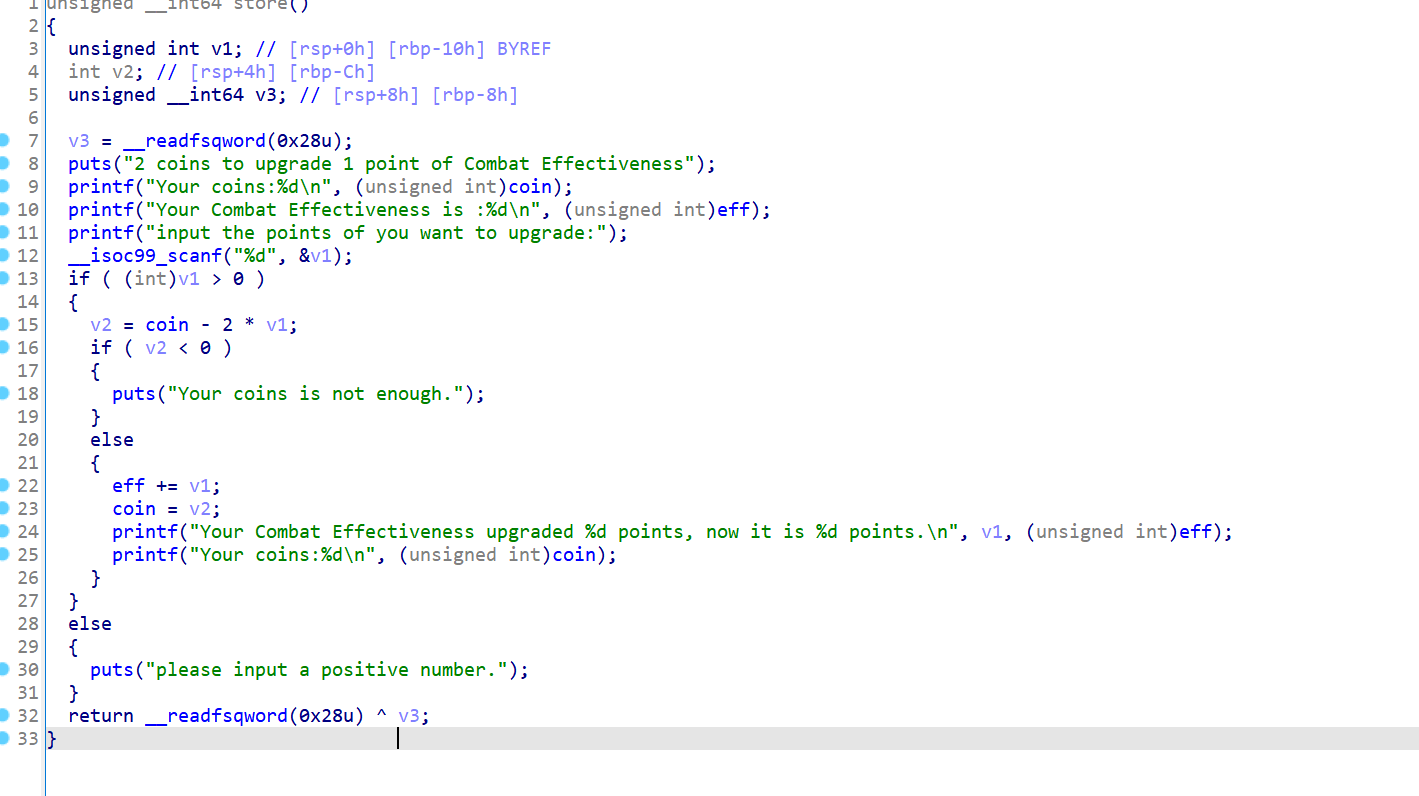 1 unsigned __int64 store()
2 {
3 unsigned int v1; // [rsp+0h] [rbp-10h] BYREF
4 int v2; // [rsp+4h] [rbp-Ch]
5 unsigned __int64 v3; // [rsp+8h] [rbp-8h]
6
7 v3 = __readfsqword(0x28u);
8 puts("2 coins to upgrade 1 point of Combat Effectiveness");
9 printf("Your coins:%d\n", (unsigned int)coin);
10 printf("Your Combat Effectiveness is :%d\n", (unsigned int)eff);
11 printf("input the points of you want to upgrade:");
12 __isoc99_scanf("%d", &v1);
13 if ( (int)v1 > 0 )
14 {
15 v2 = coin - 2 * v1;
16 if ( v2 < 0 )
17 {
18 puts("Your coins is not enough.");
19 }
20 else
21 {
22 eff += v1;
23 coin = v2;
24 printf("Your Combat Effectiveness upgraded %d points, now it is %d points.\n", v1, (unsigned int)eff);
25 printf("Your coins:%d\n", (unsigned int)coin);
26 }
27 }
28 else
29 {
30 puts("please input a positive number.");
31 }
32 return __readfsqword(0x28u) ^ v3;
33 }